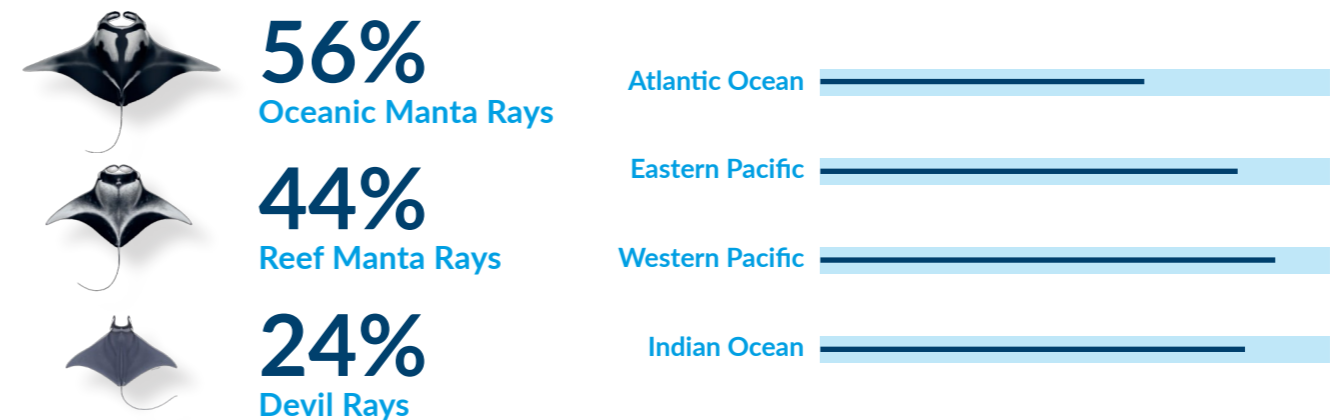 56%
Oceanic Manta Rays
44%
Reef Manta Rays
24%
Devil Rays
Atlantic Ocean
Eastern Pacific
Western Pacific
Indian Ocean